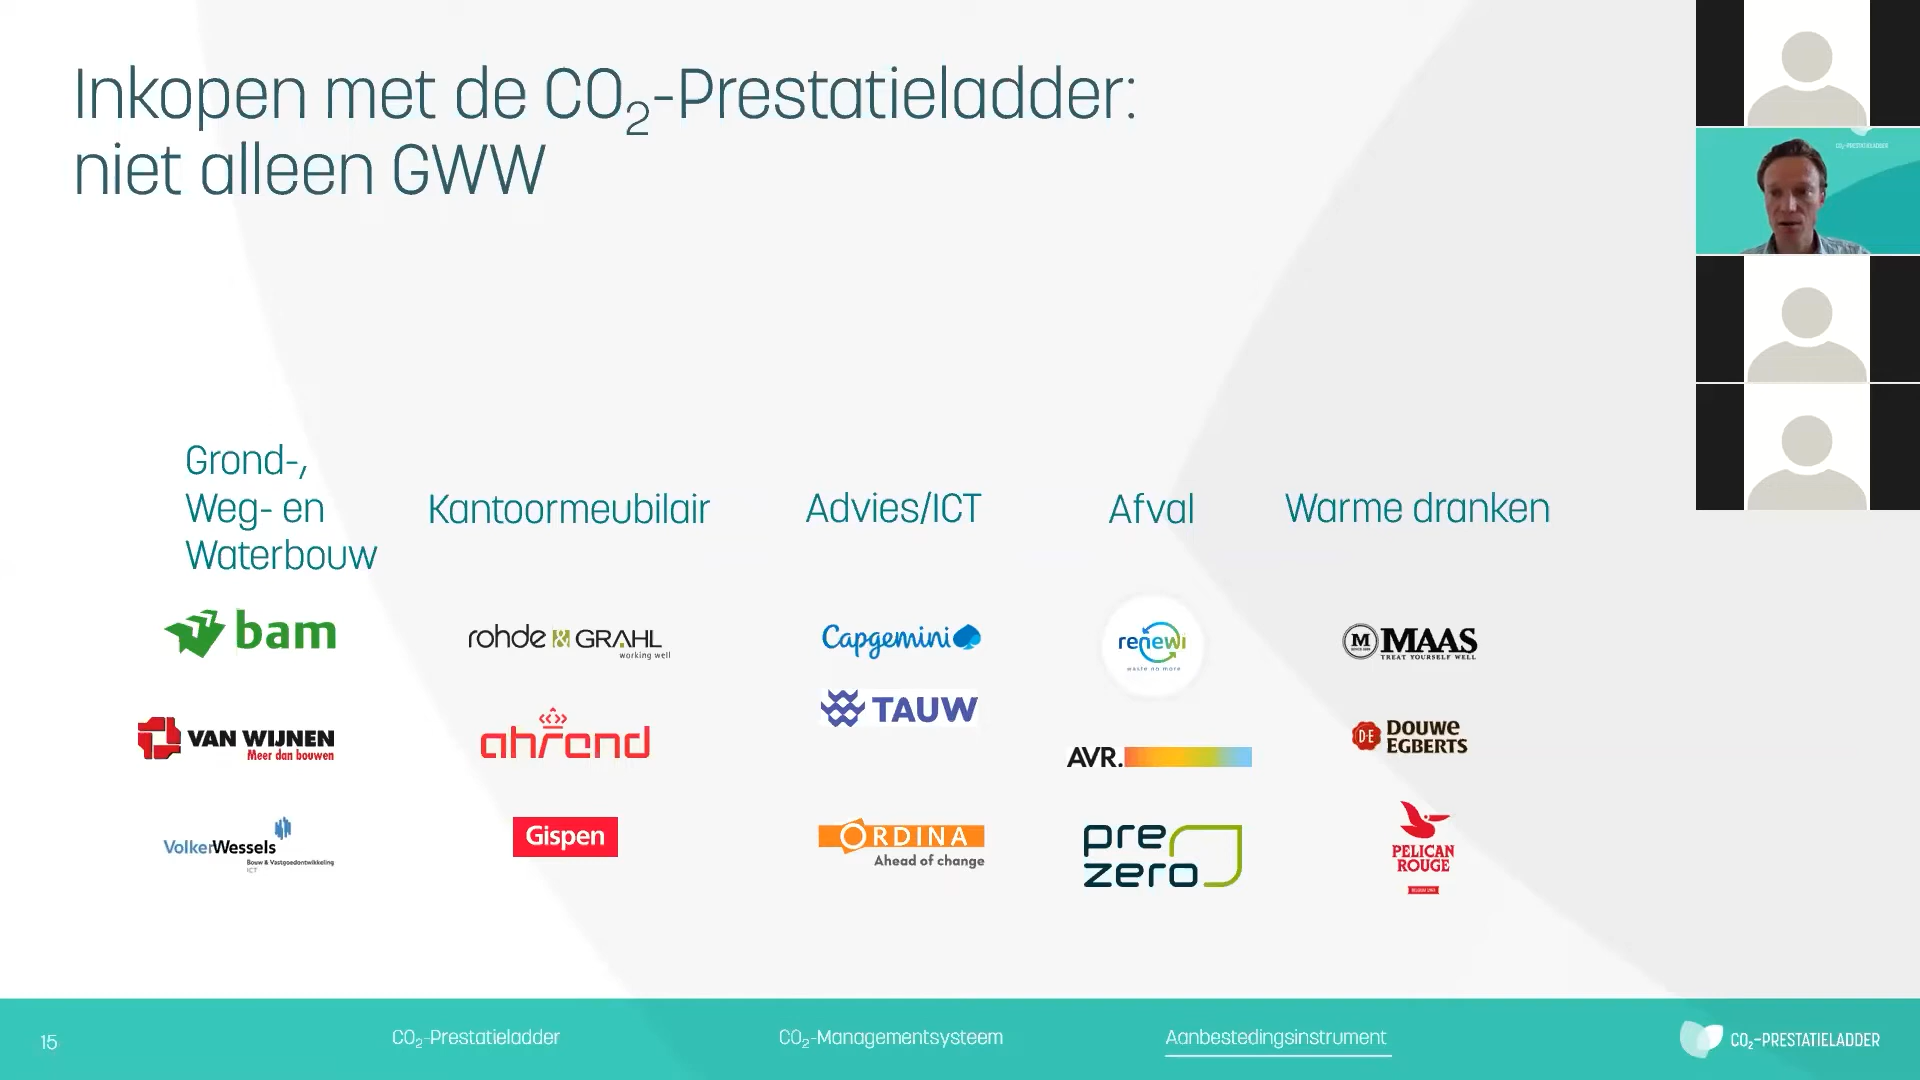 Inkopen met de CO₂-Prestatieladder:
niet alleen GWW
CO₂-PRESTATIELADDER
Grond-,
Weg- en
Waterbouw
Kantoormeubilair
Advies/ICT
Afval
Warme dranken
bam
rohde & GRAHL
working well
Capgemini
renewi
waste no more
M
MAAS
TREAT YOURSELF WELL
VAN WIJNEN
Meer dan bouwen
ahrend
TAUW
AVR.
D·E
DOUWE
EGBERTS
VolkerWessels
Bouw & Vastgoedontwikkeling
ICT
Gispen
ORDINA
Ahead of change
pre
zero
PELICAN
ROUGE
15
CO₂-Prestatieladder
CO₂-Managementsysteem
Aanbestedingsinstrument
CO₂-PRESTATIELADDER